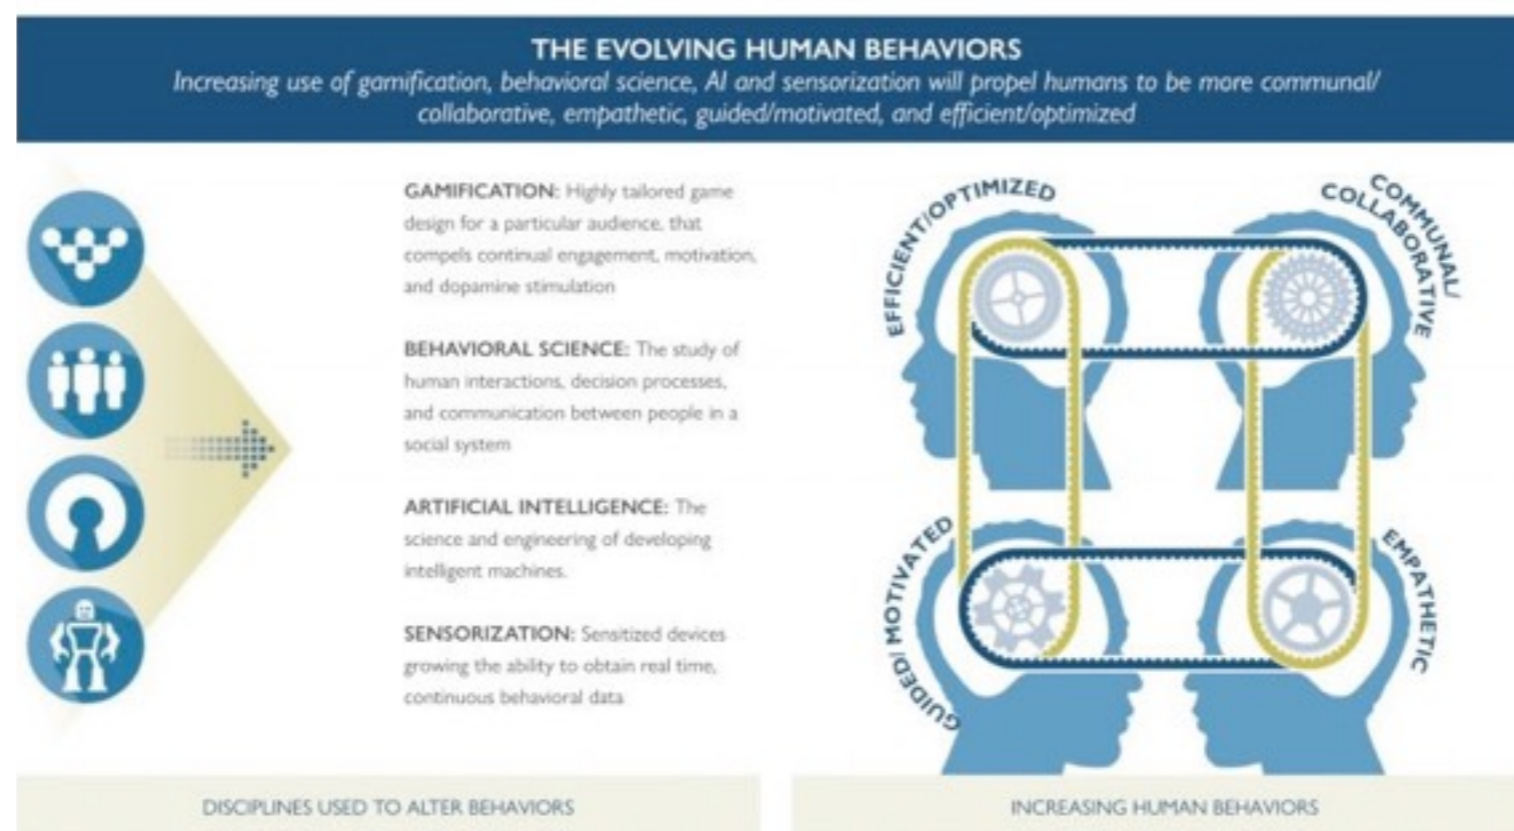 THE EVOLVING HUMAN BEHAVIORS
Increasing use of gamification, behavioral science, AI and sensorization will propel humans to be more communal/
collaborative, empathetic, guided/motivated, and efficient/optimized
GAMIFICATION: Highly tailored game
design for a particular audience, that
compels continual engagement, motivation,
and dopamine stimulation
BEHAVIORAL SCIENCE: The study of
human interactions, decision processes,
and communication between people in a
social system
ARTIFICIAL INTELLIGENCE: The
science and engineering of developing
intelligent machines.
SENSORIZATION: Sensitized devices
growing the ability to obtain real time,
continuous behavioral data
DISCIPLINES USED TO ALTER BEHAVIORS
EFFICIENT/OPTIMIZED
COMMUNAL/
COLLABORATIVE
GUIDED/ MOTIVATED
EMPATHETIC
INCREASING HUMAN BEHAVIORS